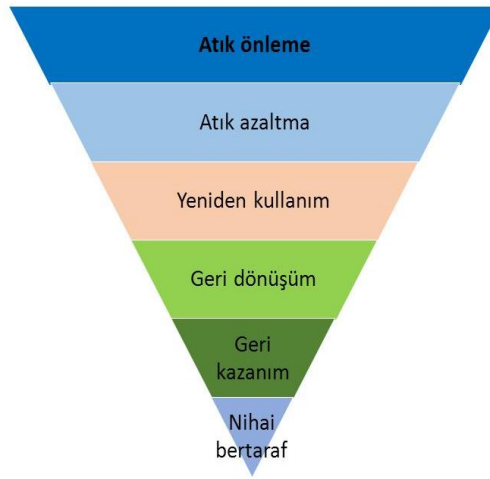 Atık önleme
Atık azaltma
Yeniden kullanım
Geri dönüşüm
Geri
kazanım
Nihai
bertaraf